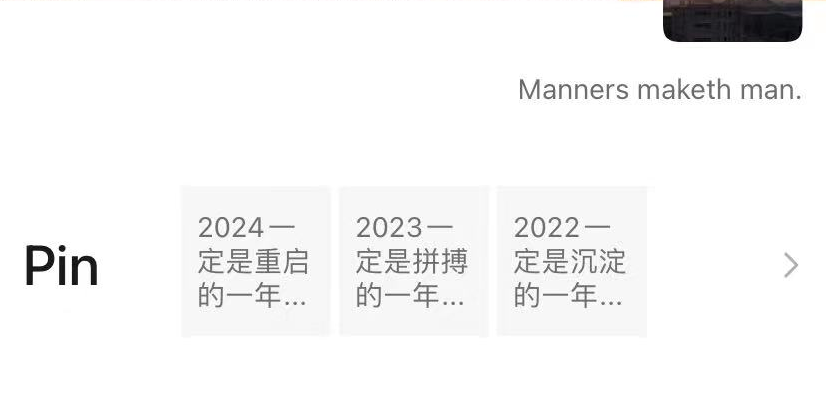 Manners maketh man.
Pin
2024一
定是重启
的一年...
2023一
定是拼搏
的一年...
2022一
定是沉淀
的一年...